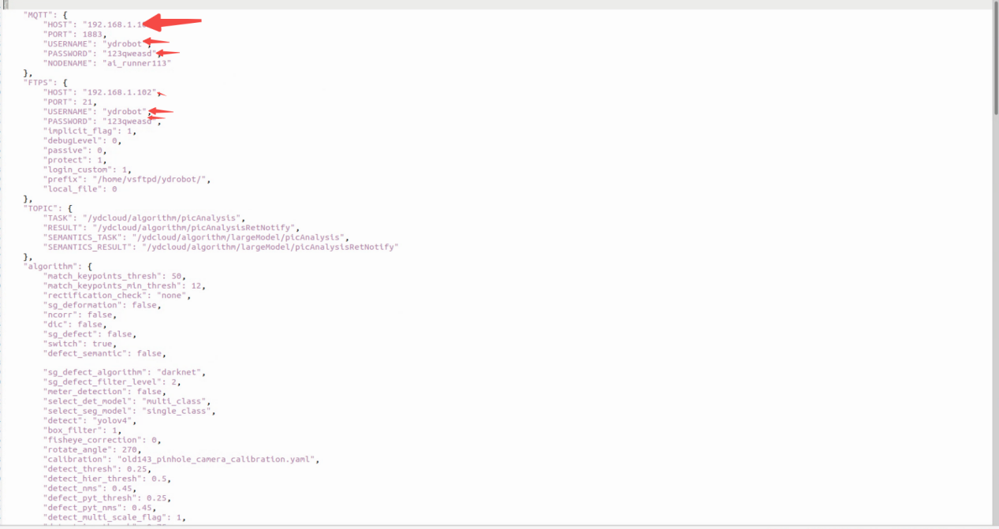 {
"MQTT": {
"HOST": "192.168.1.1
"PORT": 1883,
"USERNAME": "ydrobot",
"PASSWORD": "123qweasd",
"NODENAME": "ai_runner113"
},
"FTPS": {
"HOST": "192.168.1.102",
"PORT": 21,
"USERNAME": "ydrobot",
"PASSWORD": "123qweasd",
"implicit_flag": 1,
"debugLevel": 0,
"passive": 0,
"protect": 1,
"login_custom": 1,
"prefix": "/home/vsftpd/ydrobot/",
"local_file": 0
},
"TOPIC": {
"TASK": "/ydcloud/algorithm/picAnalysis",
"RESULT": "/ydcloud/algorithm/picAnalysisRetNotify",
"SEMANTICS_TASK": "/ydcloud/algorithm/largeModel/picAnalysis",
"SEMANTICS_RESULT": "/ydcloud/algorithm/largeModel/picAnalysisRetNotify"
},
"algorithm": {
"match_keypoints_thresh": 50,
"match_keypoints_min_thresh": 12,
"rectification_check": "none",
"sg_deformation": false,
"ncorr": false,
"dic": false,
"sg_defect": false,
"switch": true,
"defect_semantic": false,
"sg_defect_algorithm": "darknet",
"sg_defect_filter_level": 2,
"meter_detection": false,
"select_det_model": "multi_class",
"select_seg_model": "single_class",
"detect": "yolov4",
"box_filter": 1,
"fisheye_correction": 0,
"rotate_angle": 270,
"calibration": "old143_pinhole_camera_calibration.yaml",
"detect_thresh": 0.25,
"detect_hier_thresh": 0.5,
"detect_nms": 0.45,
"defect_pyt_thresh": 0.25,
"defect_pyt_nms": 0.45,
"detect_multi_scale_flag": 1,